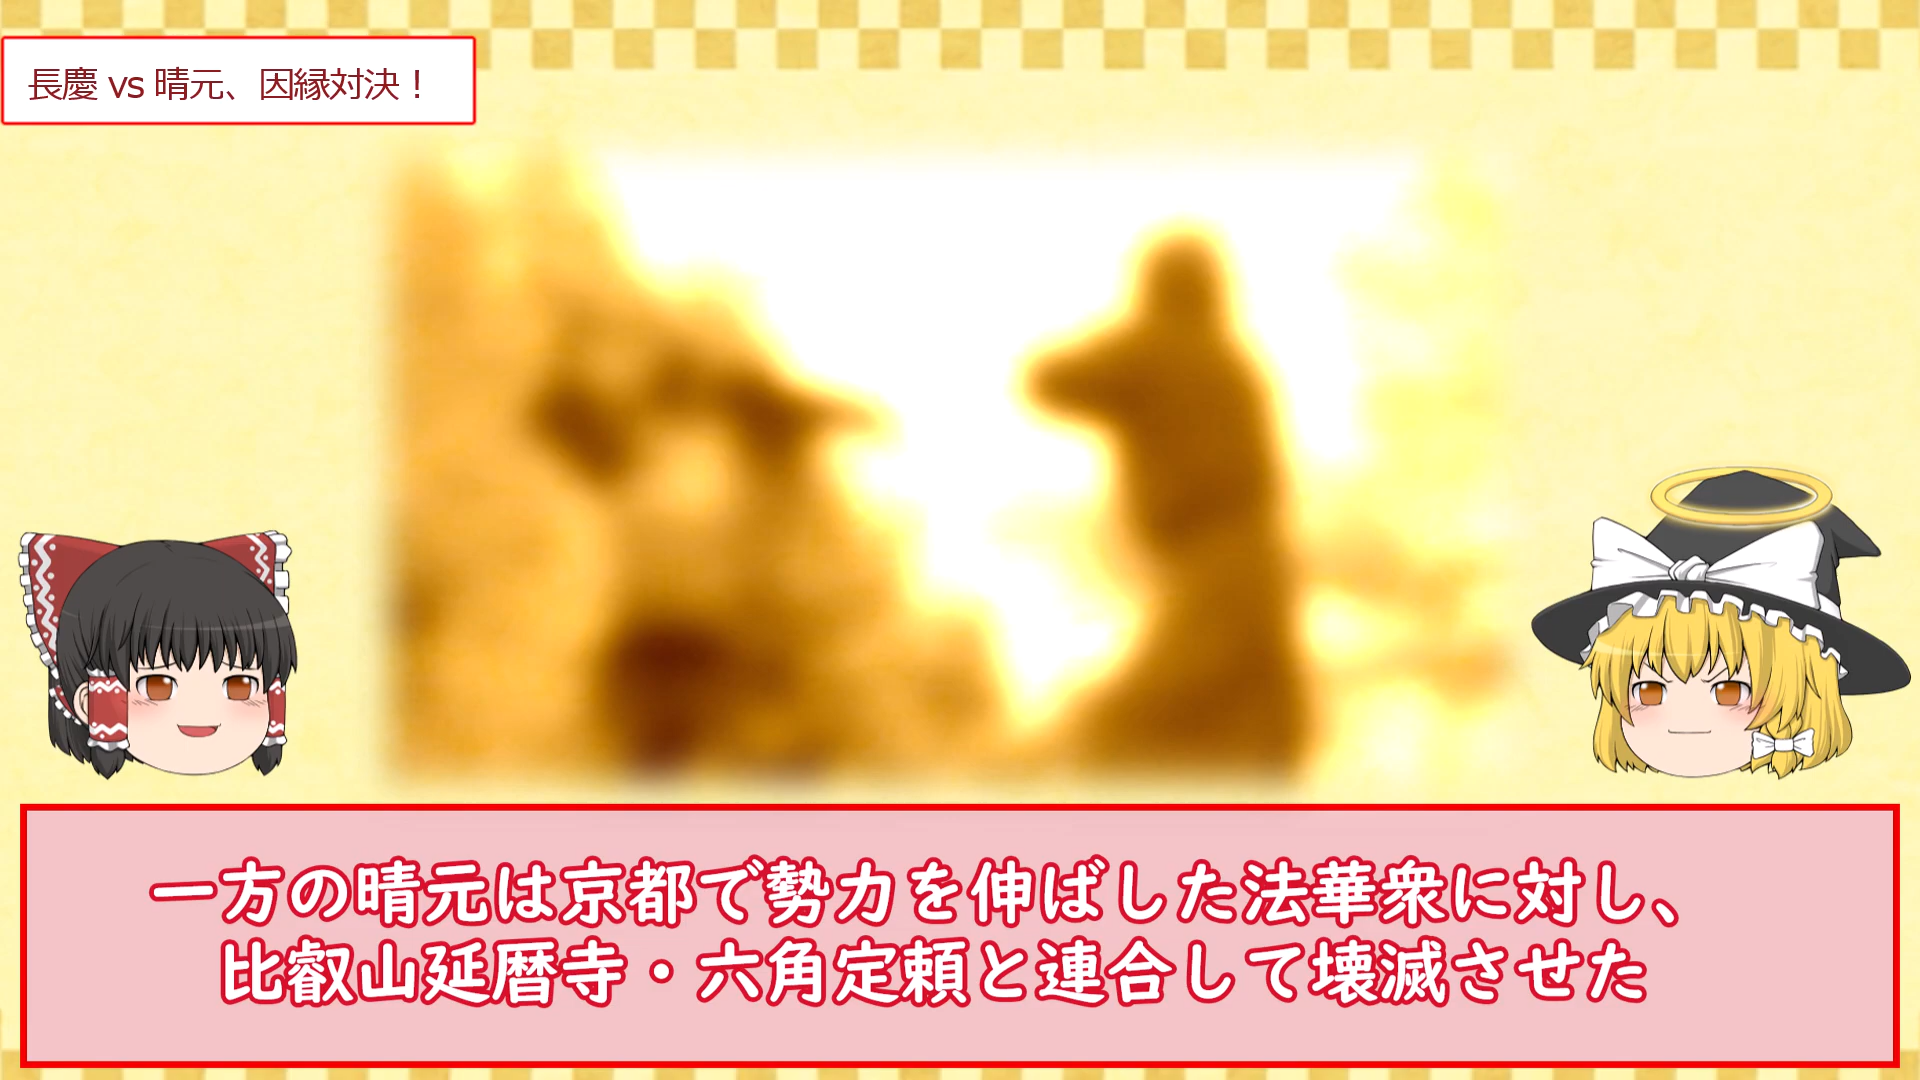 長慶 vs 晴元、因縁対決！
一方の晴元は京都で勢力を伸ばした法華衆に対し、
比叡山延暦寺・六角定頼と連合して壊滅させた